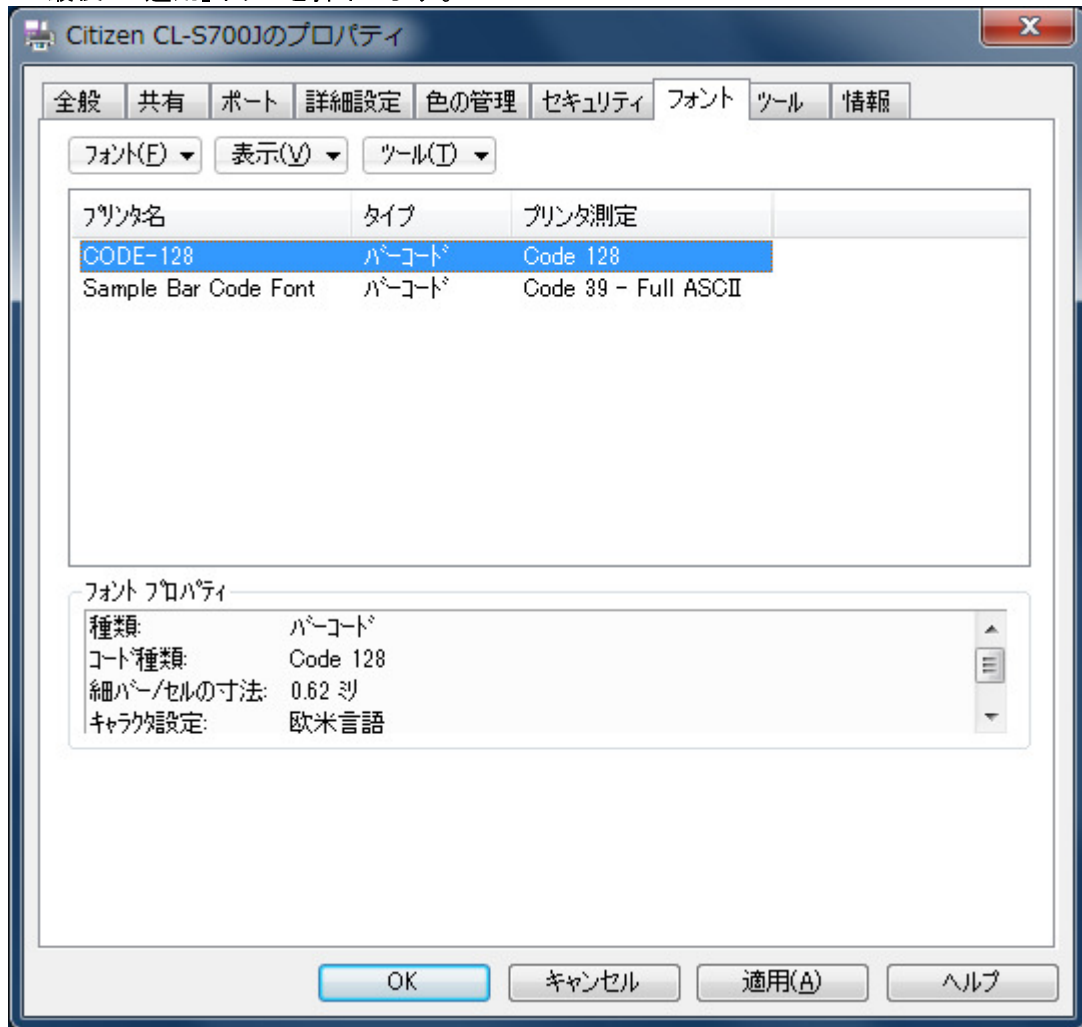 Citizen CL-S700Jのプロパティ
全般 共有 ポート 詳細設定 色の管理 セキュリティ フォント ツール 情報
フォント(F) 表示(V) ツール(T)
プリンタ名 タイプ プリンタ測定
CODE-128 バーコード Code 128
Sample Bar Code Font バーコード Code 39 - Full ASCII
フォント プロパティ
種類: バーコード
コード種類: Code 128
細バー/セルの寸法: 0.62 ミリ
キャラクタ設定: 欧米言語
OK キャンセル 適用(A) ヘルプ